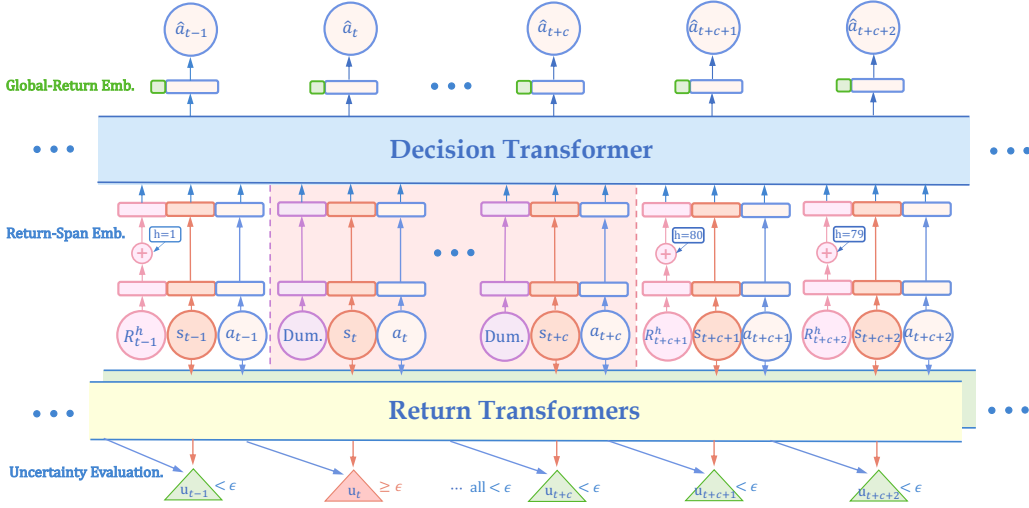 â_{t−1} â_t â_{t+c} â_{t+c+1} â_{t+c+2}
Global-Return Emb.
Decision Transformer
Return-Span Emb.
h=1 h=80 h=79
R^h_{t−1} s_{t−1} a_{t−1} Dum. s_t a_t Dum. s_{t+c} a_{t+c} R^h_{t+c+1} s_{t+c+1} a_{t+c+1} R^h_{t+c+2} s_{t+c+2} a_{t+c+2}
Return Transformers
Uncertainty Evaluation.
u_{t−1} < ϵ u_t ≥ ϵ ... all < ϵ u_{t+c} < ϵ u_{t+c+1} < ϵ u_{t+c+2} < ϵ